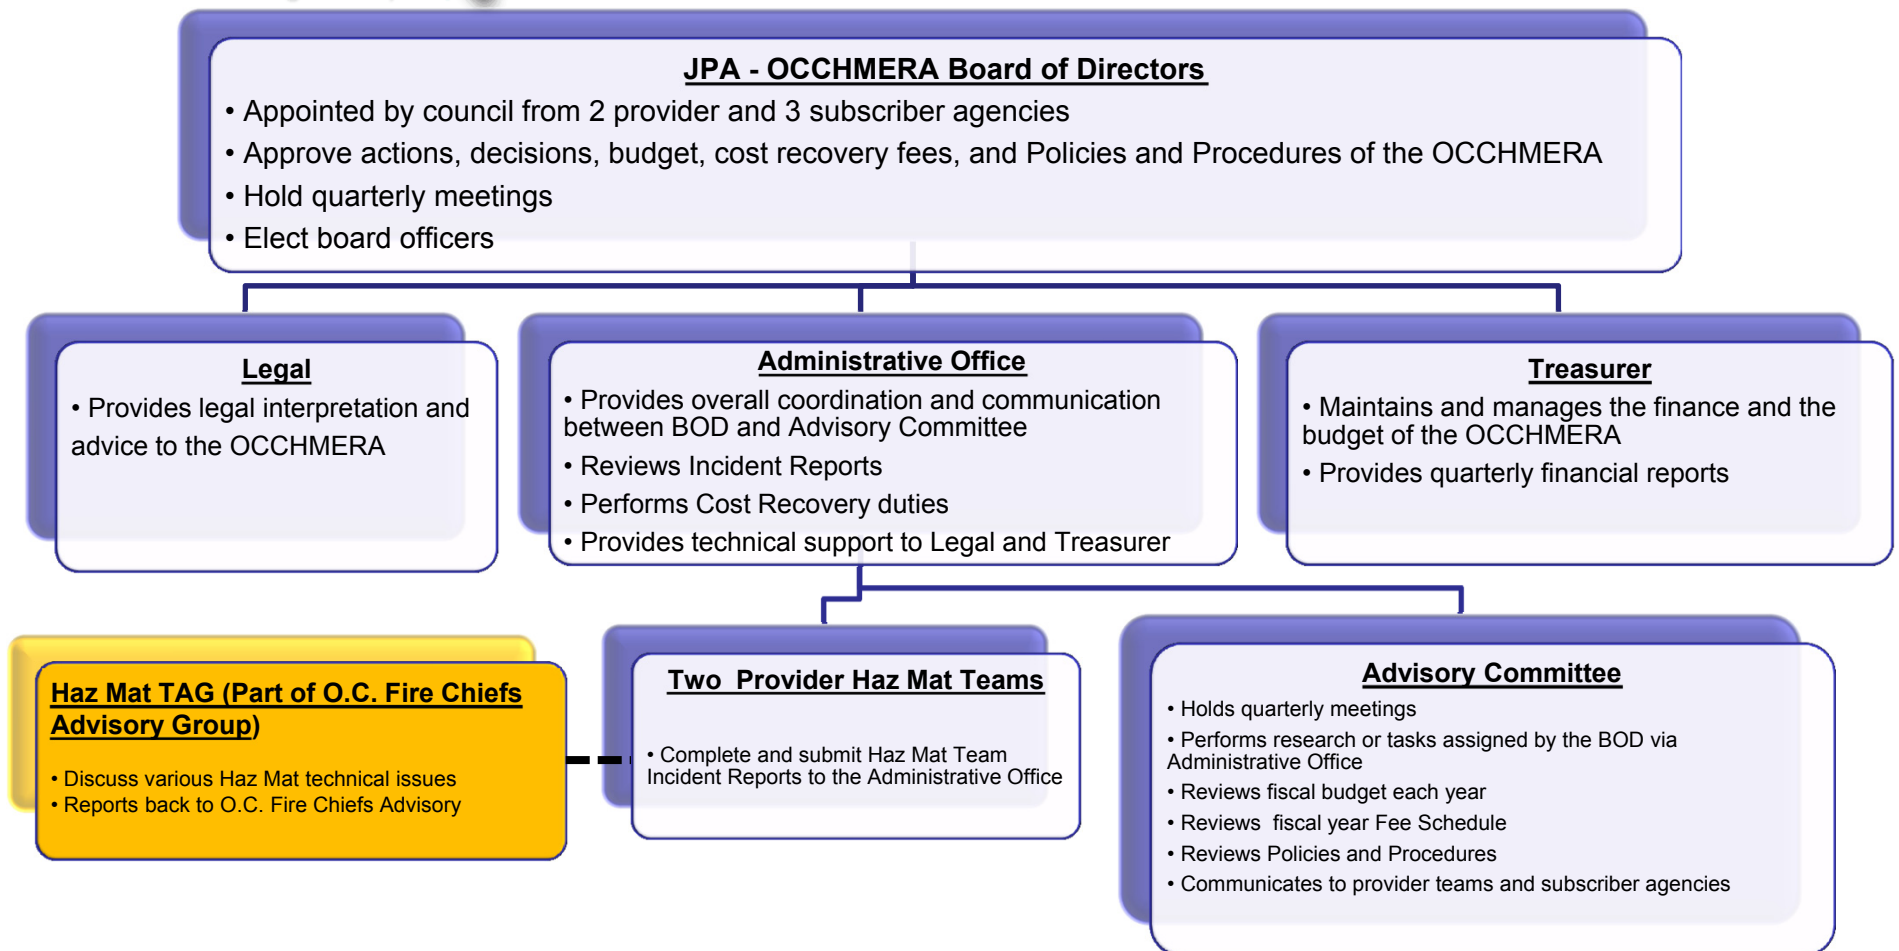 JPA - OCCHMERA Board of Directors
• Appointed by council from 2 provider and 3 subscriber agencies
• Approve actions, decisions, budget, cost recovery fees, and Policies and Procedures of the OCCHMERA
• Hold quarterly meetings
• Elect board officers
Legal
• Provides legal interpretation and
advice to the OCCHMERA
Administrative Office
• Provides overall coordination and communication
between BOD and Advisory Committee
• Reviews Incident Reports
• Performs Cost Recovery duties
• Provides technical support to Legal and Treasurer
Treasurer
• Maintains and manages the finance and the
budget of the OCCHMERA
• Provides quarterly financial reports
Haz Mat TAG (Part of O.C. Fire Chiefs
Advisory Group)
• Discuss various Haz Mat technical issues
• Reports back to O.C. Fire Chiefs Advisory
Two Provider Haz Mat Teams
• Complete and submit Haz Mat Team
Incident Reports to the Administrative Office
Advisory Committee
• Holds quarterly meetings
• Performs research or tasks assigned by the BOD via
Administrative Office
• Reviews fiscal budget each year
• Reviews fiscal year Fee Schedule
• Reviews Policies and Procedures
• Communicates to provider teams and subscriber agencies